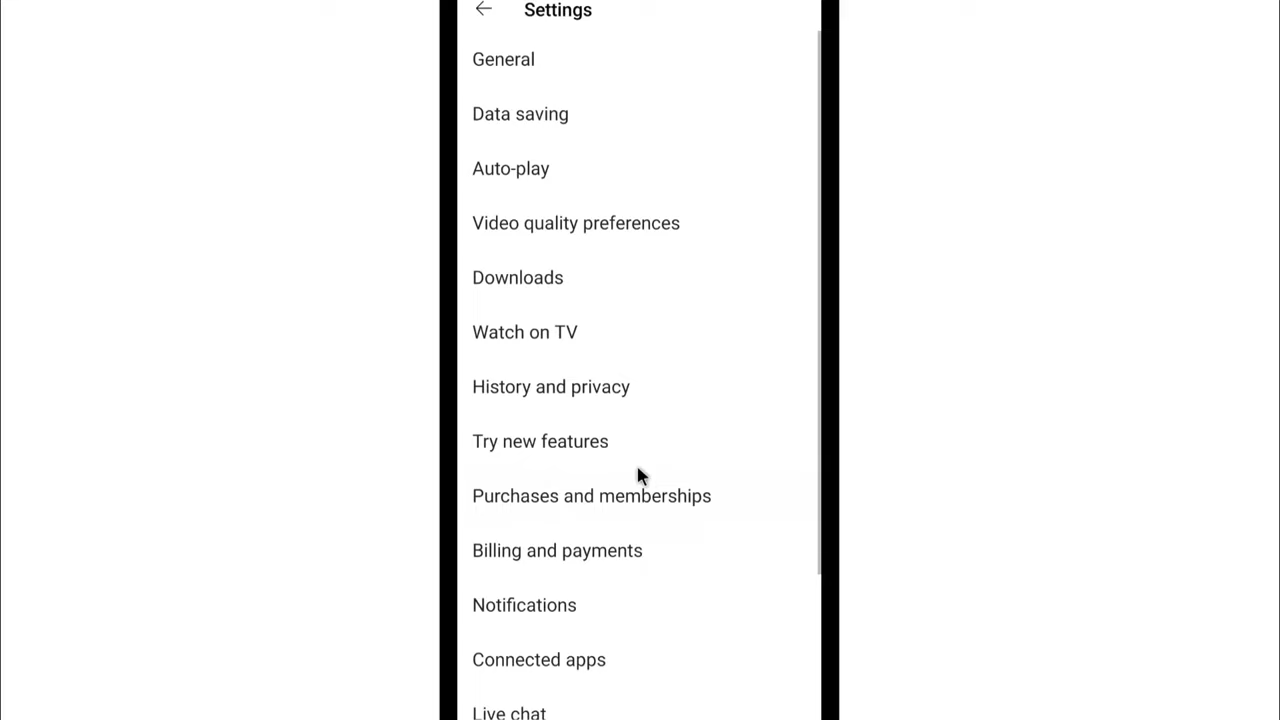 Settings
General
Data saving
Auto-play
Video quality preferences
Downloads
Watch on TV
History and privacy
Try new features
Purchases and memberships
Billing and payments
Notifications
Connected apps
Live chat